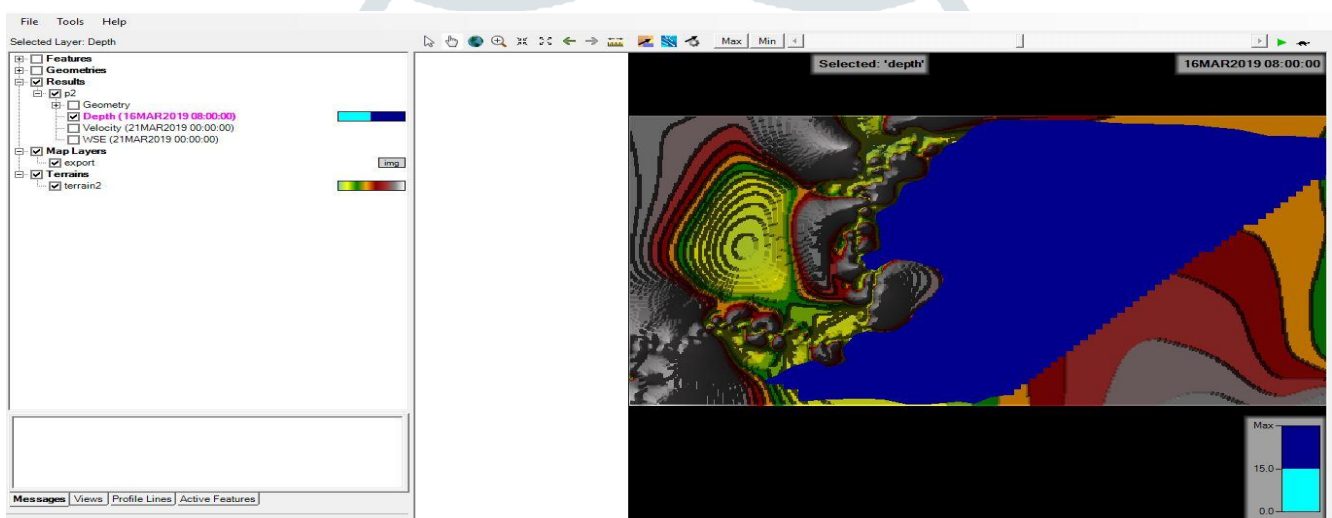 File Tools Help
Selected Layer: Depth
Max Min
Features
Geometries
Results
p2
Geometry
Depth (16MAR2019 08:00:00)
Velocity (21MAR2019 00:00:00)
WSE (21MAR2019 00:00:00)
Map Layers
export img
Terrains
terrain2
Selected: 'depth'
16MAR2019 08:00:00
Max
15.0
0.0
Messages Views Profile Lines Active Features